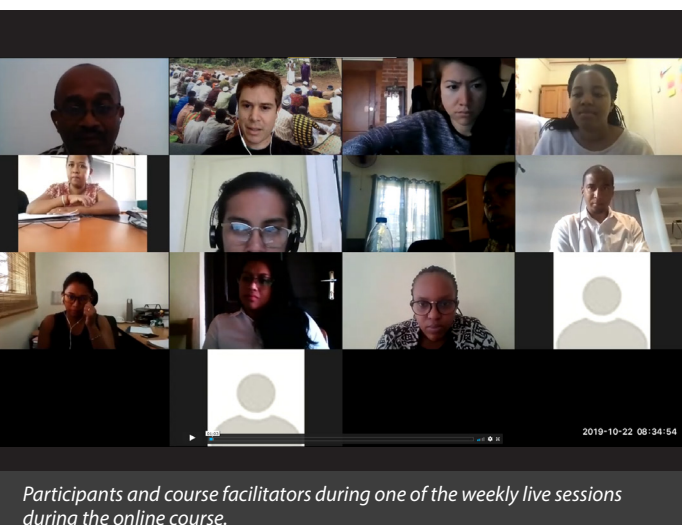 2019-10-22 08:34:54
Participants and course facilitators during one of the weekly live sessions
during the online course.